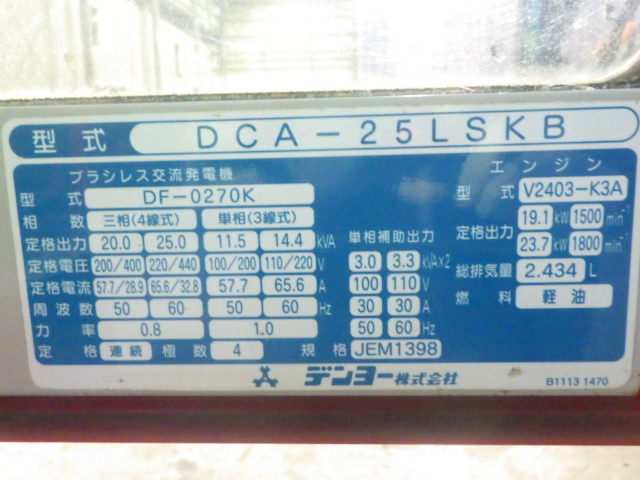 型式 DCA-25LSKB
ブラシレス交流発電機
型式 DF-0270K
相数 三相(4線式) 単相(3線式)
定格出力 20.0 25.0 11.5 14.4 kVA
定格電圧 200/400 220/440 100/200 110/220 V
定格電流 57.7/28.9 65.6/32.8 57.7 65.6 A
周波数 50 60 50 60 Hz
力率 0.8 1.0
定格 連続 極数 4 規格 JEM1398
単相補助出力
3.0 3.3 kVA×2
100 110 V
30 30 A
50 60 Hz
エンジン
型式 V2403-K3A
定格出力 19.1 kW 1500 min⁻¹
23.7 kW 1800 min⁻¹
総排気量 2.434 L
燃料 軽油
デンヨー株式会社
B1113 1470